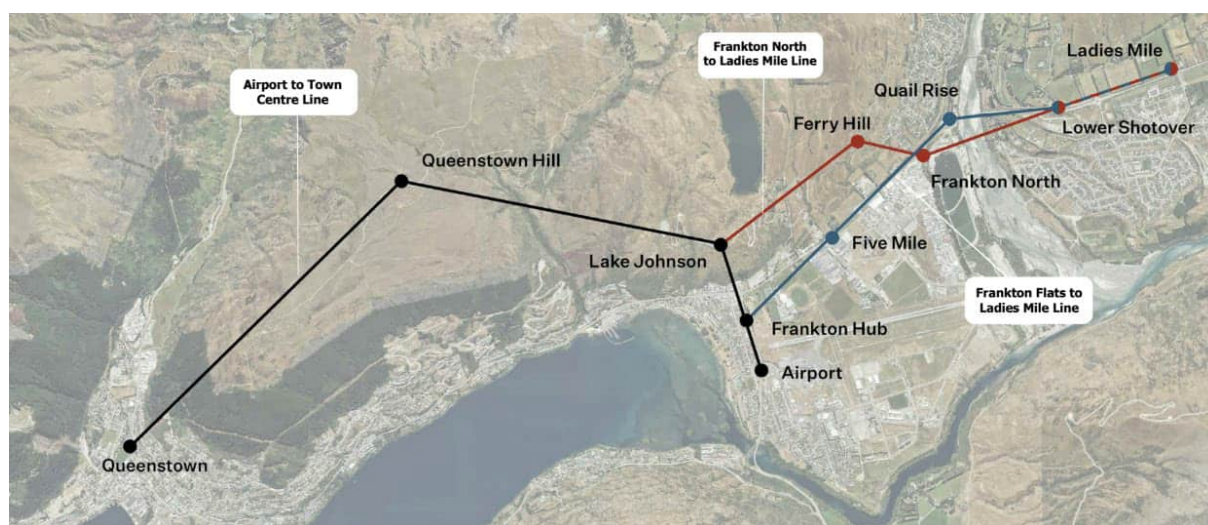 Frankton North
to Ladies Mile Line
Ladies Mile
Airport to Town
Centre Line
Quail Rise
Ferry Hill
Lower Shotover
Queenstown Hill
Frankton North
Five Mile
Lake Johnson
Frankton Flats to
Ladies Mile Line
Frankton Hub
Airport
Queenstown